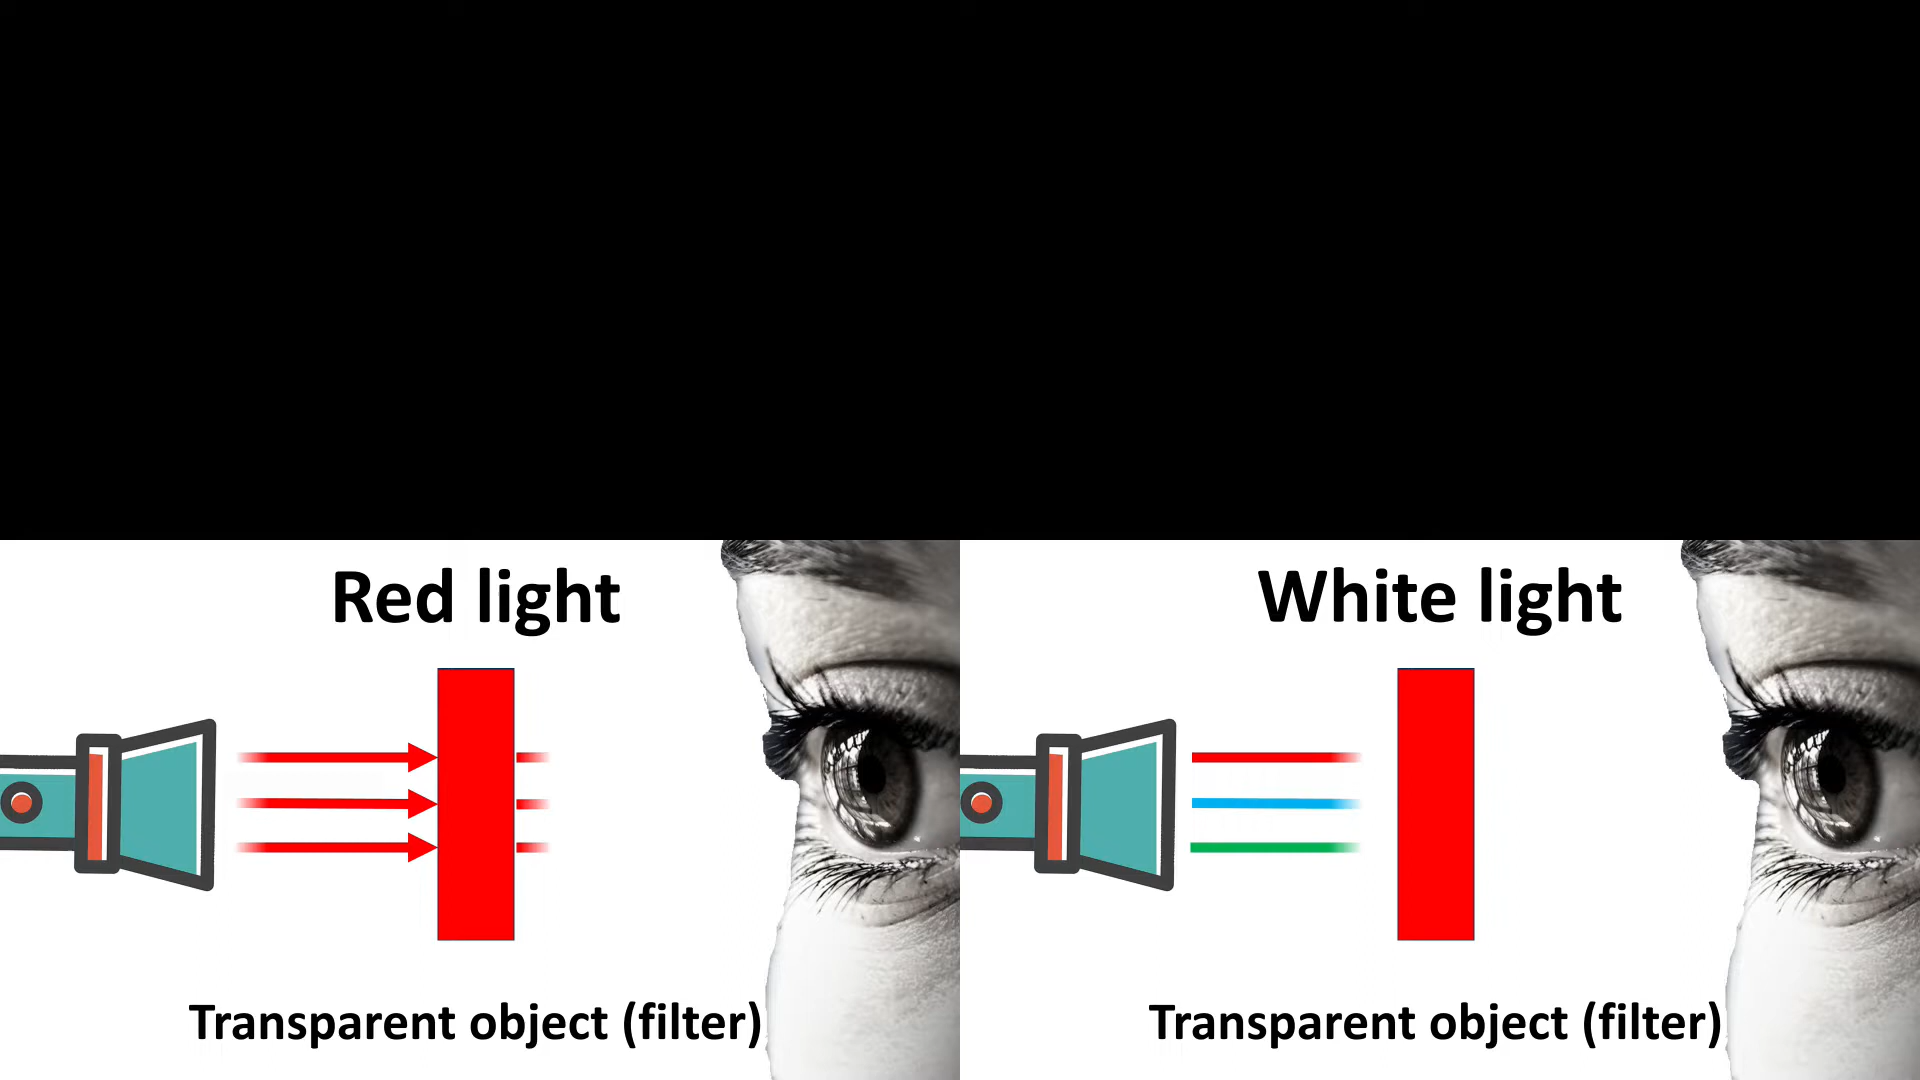 Red light
White light
Transparent object (filter)
Transparent object (filter)